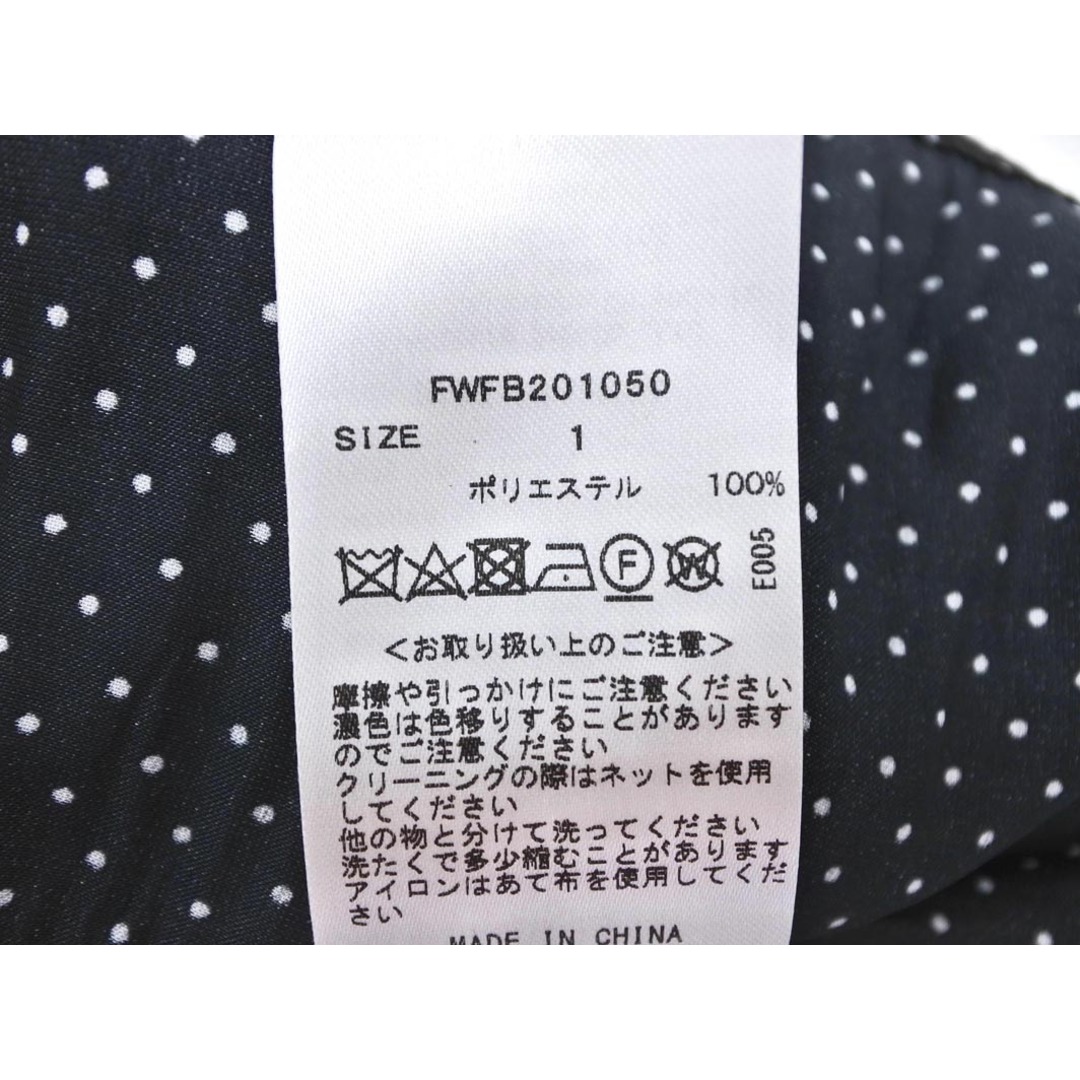 FWFB201050
SIZE 1
ポリエステル 100%
F W
E005
<お取り扱い上のご注意>
摩擦や引っかけにご注意ください
濃色は色移りすることがあります
のでご注意ください
クリーニングの際はネットを使用
してください
他の物と分けて洗ってください
洗たくで多少縮むことがあります
アイロンはあて布を使用してくだ
さい
MADE IN CHINA